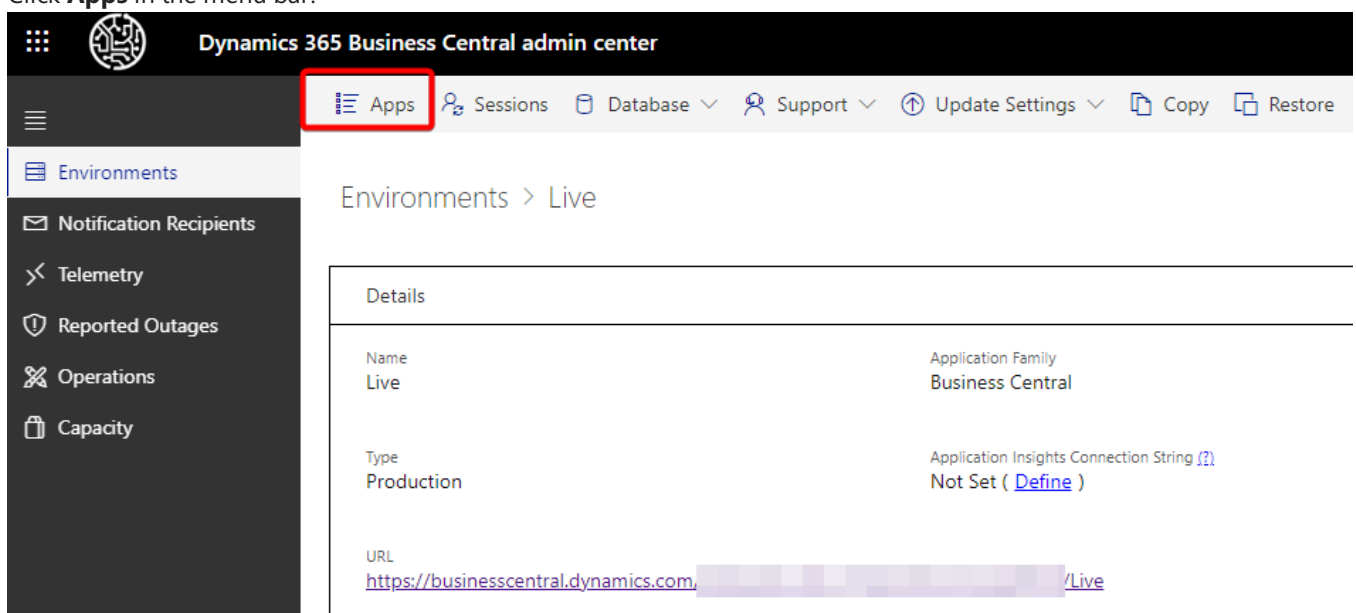 Click Apps in the menu bar.
Dynamics 365 Business Central admin center
Apps Sessions Database Support Update Settings Copy Restore
Environments
Notification Recipients
Telemetry
Reported Outages
Operations
Capacity
Environments > Live
Details
Name
Live
Application Family
Business Central
Type
Production
Application Insights Connection String (?)
Not Set ( Define )
URL
https://businesscentral.dynamics.com/ /Live